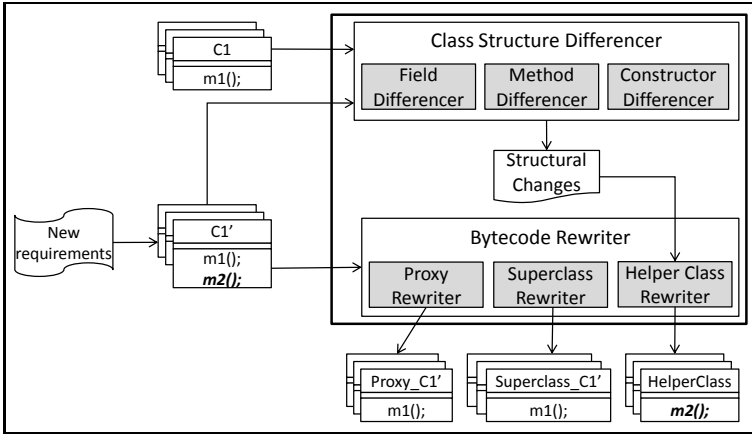 C1
m1();
Class Structure Differencer
Field
Differencer
Method
Differencer
Constructor
Differencer
Structural
Changes
New
requirements
C1’
m1();
m2();
Bytecode Rewriter
Proxy
Rewriter
Superclass
Rewriter
Helper Class
Rewriter
Proxy_C1’
m1();
Superclass_C1’
m1();
HelperClass
m2();